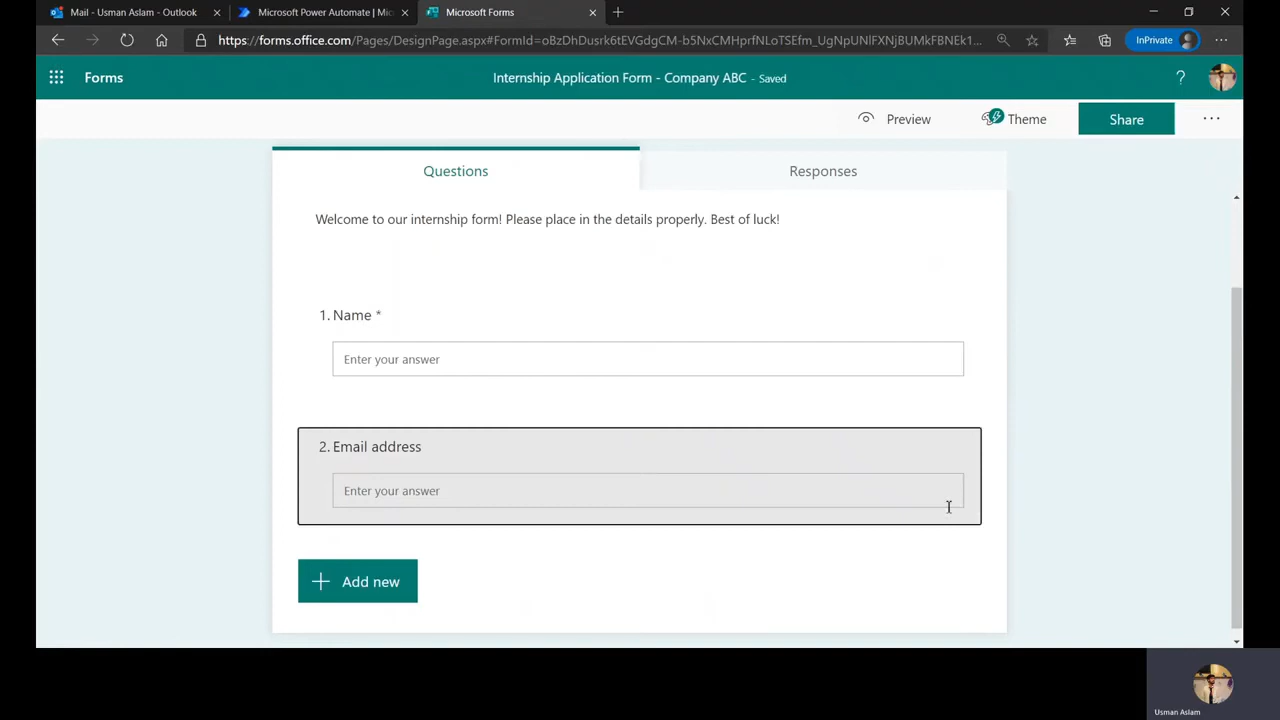 Mail - Usman Aslam - Outlook
Microsoft Power Automate | Mic
Microsoft Forms
https://forms.office.com/Pages/DesignPage.aspx#FormId=oBzDhDusrk6tEVGdgCM-b5NxCMHprfNLoTSEfm_UgNpUNlFXNjBUMkFBNEk1...
InPrivate
Forms
Internship Application Form - Company ABC - Saved
?
Preview
Theme
Share
Questions
Responses
Welcome to our internship form! Please place in the details properly. Best of luck!
1. Name *
Enter your answer
2. Email address
Enter your answer
Add new
Usman Aslam